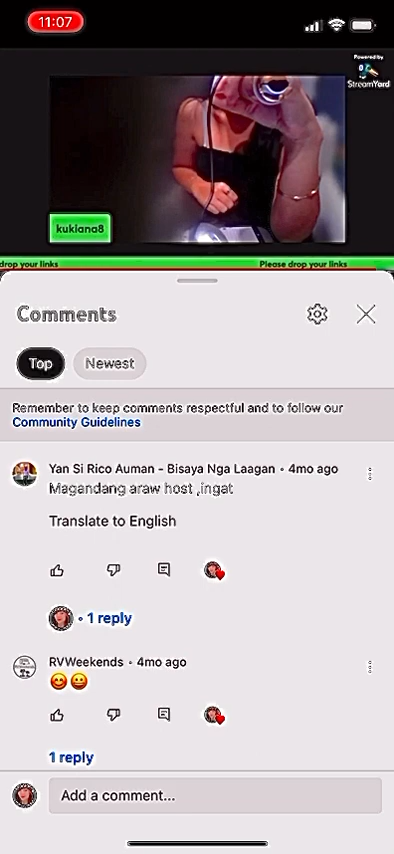 11:07
Powered by
StreamYard
kukiana8
drop your links
Please drop your links
Comments
Top
Newest
Remember to keep comments respectful and to follow our
Community Guidelines
Yan Si Rico Auman - Bisaya Nga Laagan • 4mo ago
Magandang araw host ,ingat
Translate to English
• 1 reply
RVWeekends • 4mo ago
1 reply
Add a comment...